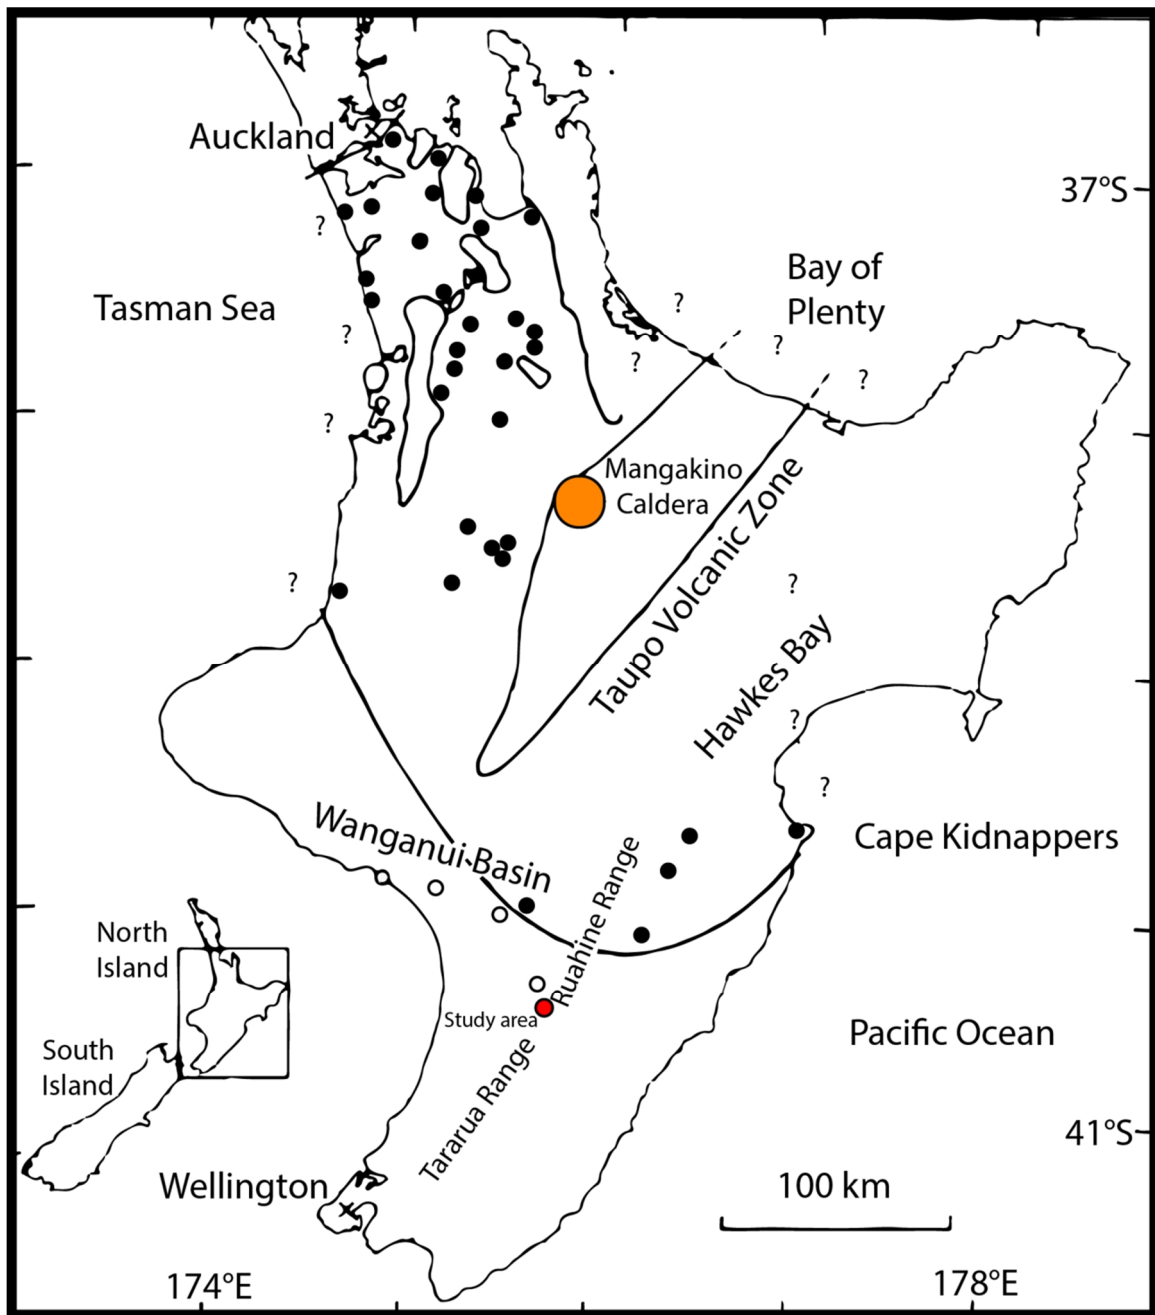 Auckland
37°S
?
Bay of
Plenty
Tasman Sea
?
?
?
?
?
?
Mangakino
Caldera
?
Taupo Volcanic Zone
?
?
Hawkes Bay
?
?
Wanganui Basin
Cape Kidnappers
Ruahine Range
North
Island
Study area
Pacific Ocean
South
Island
Tararua Range
41°S
Wellington
100 km
174°E
178°E